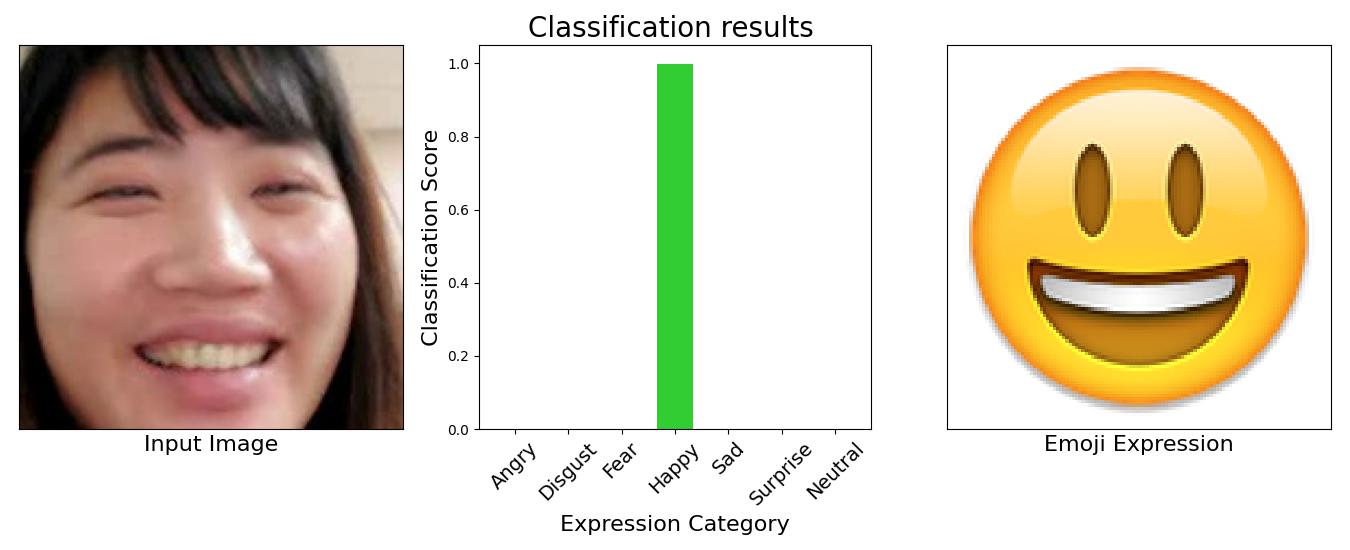 Classification results
Classification Score
1.0
0.8
0.6
0.4
0.2
0.0
Angry
Disgust
Fear
Happy
Sad
Surprise
Neutral
Expression Category
Input Image
Emoji Expression